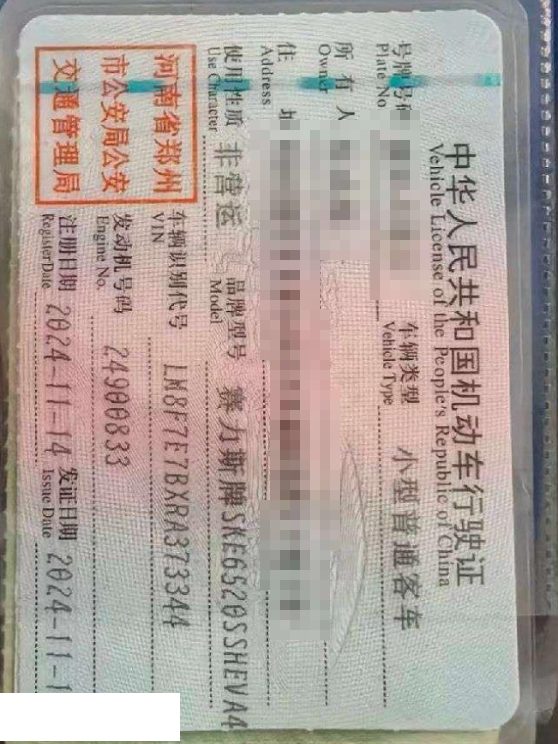 中华人民共和国机动车行驶证
Vehicle License of the People's Republic of China
号牌号码
Plate No
车辆类型 小型普通客车
Vehicle Type
所有人
Owner
住址
Address
使用性质 非营运
Use Character
品牌型号 赛力斯牌SKE6520SSHEVA4
Model
河南省郑州
市公安局公安
交通管理局
车辆识别代号 LM8F7E7BXRA373344
VIN
发动机号码 24900833
Engine No.
注册日期 2024-11-14
Register Date
发证日期 2024-11-1
Issue Date